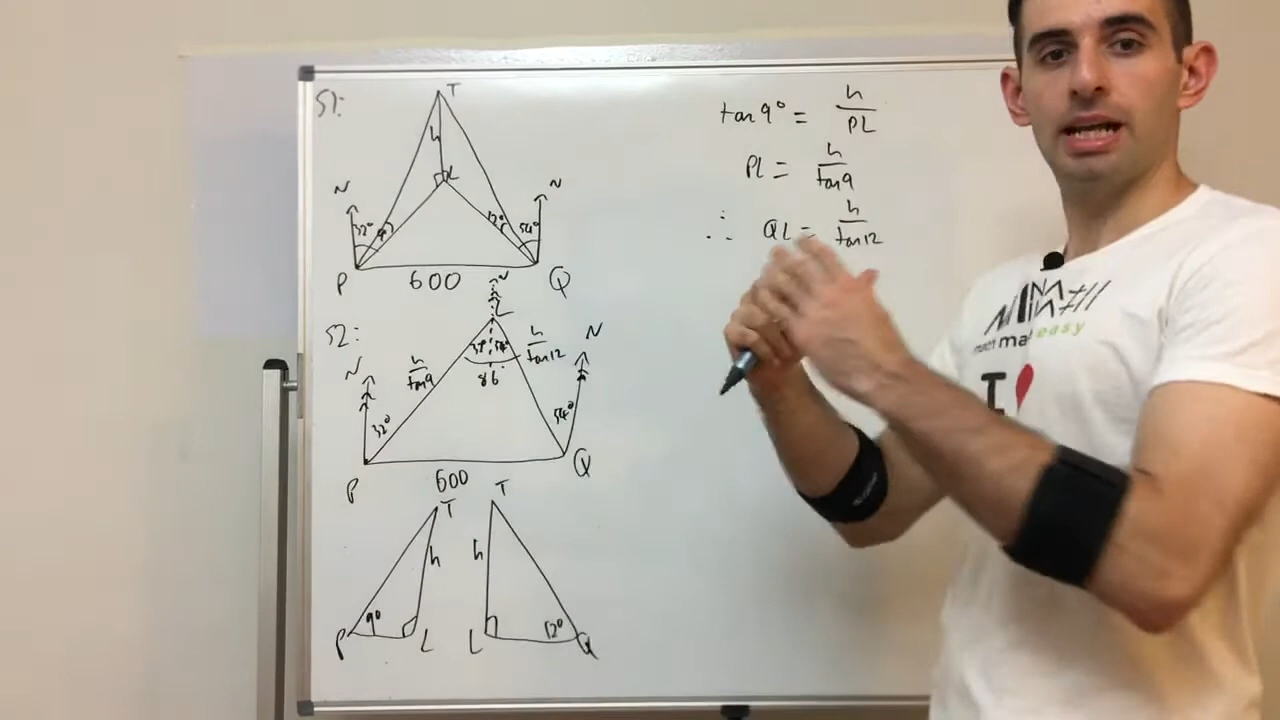 S1:
T
h
L
N
N
32°
9°
12°
54°
P
600
Q
S2:
N
L
N
N
32°
54°
86°
h/tan9
h/tan12
32°
54°
P
600
Q
T
h
9°
P
L
T
h
12°
L
Q
tan 9° = h/PL
PL = h/tan9
∴ QL = h/tan12
easy
I